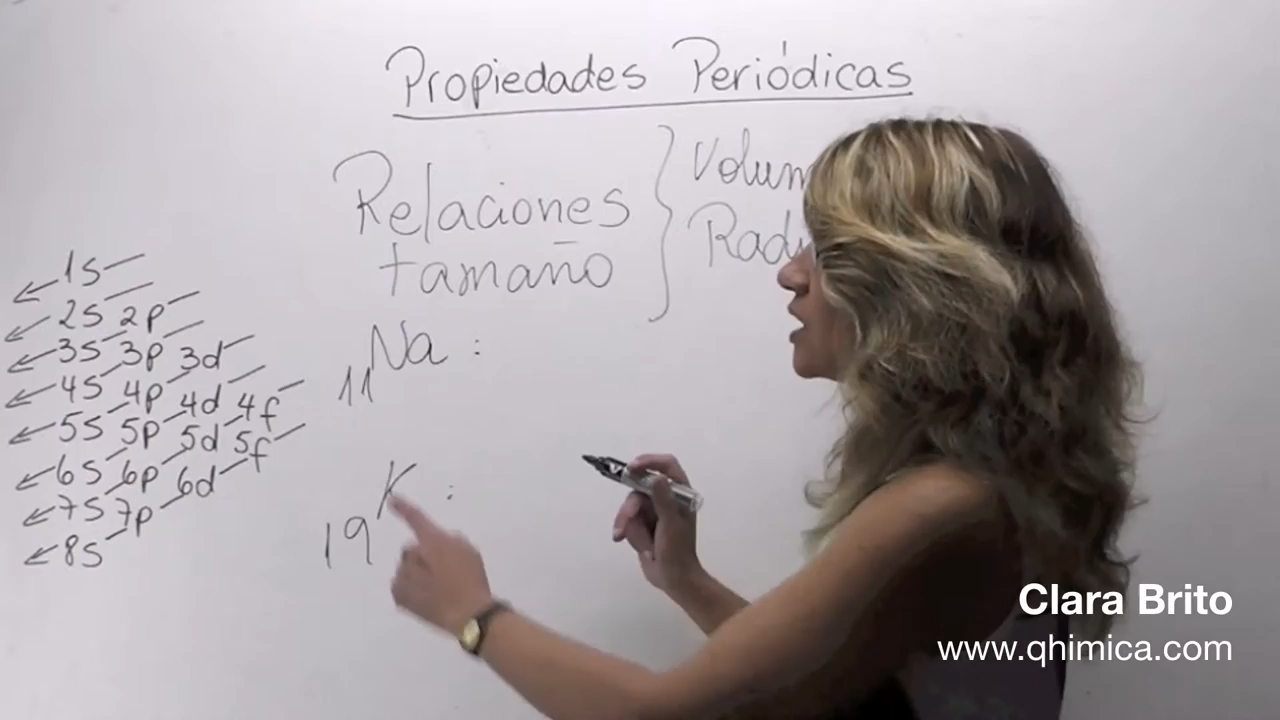 Propiedades Periódicas
Relaciones
tamaño
1s
2s 2p
3s 3p 3d
4s 4p 4d 4f
5s 5p 5d 5f
6s 6p 6d
7s 7p
8s
11Na :
19K :
Clara Brito
www.qhimica.com